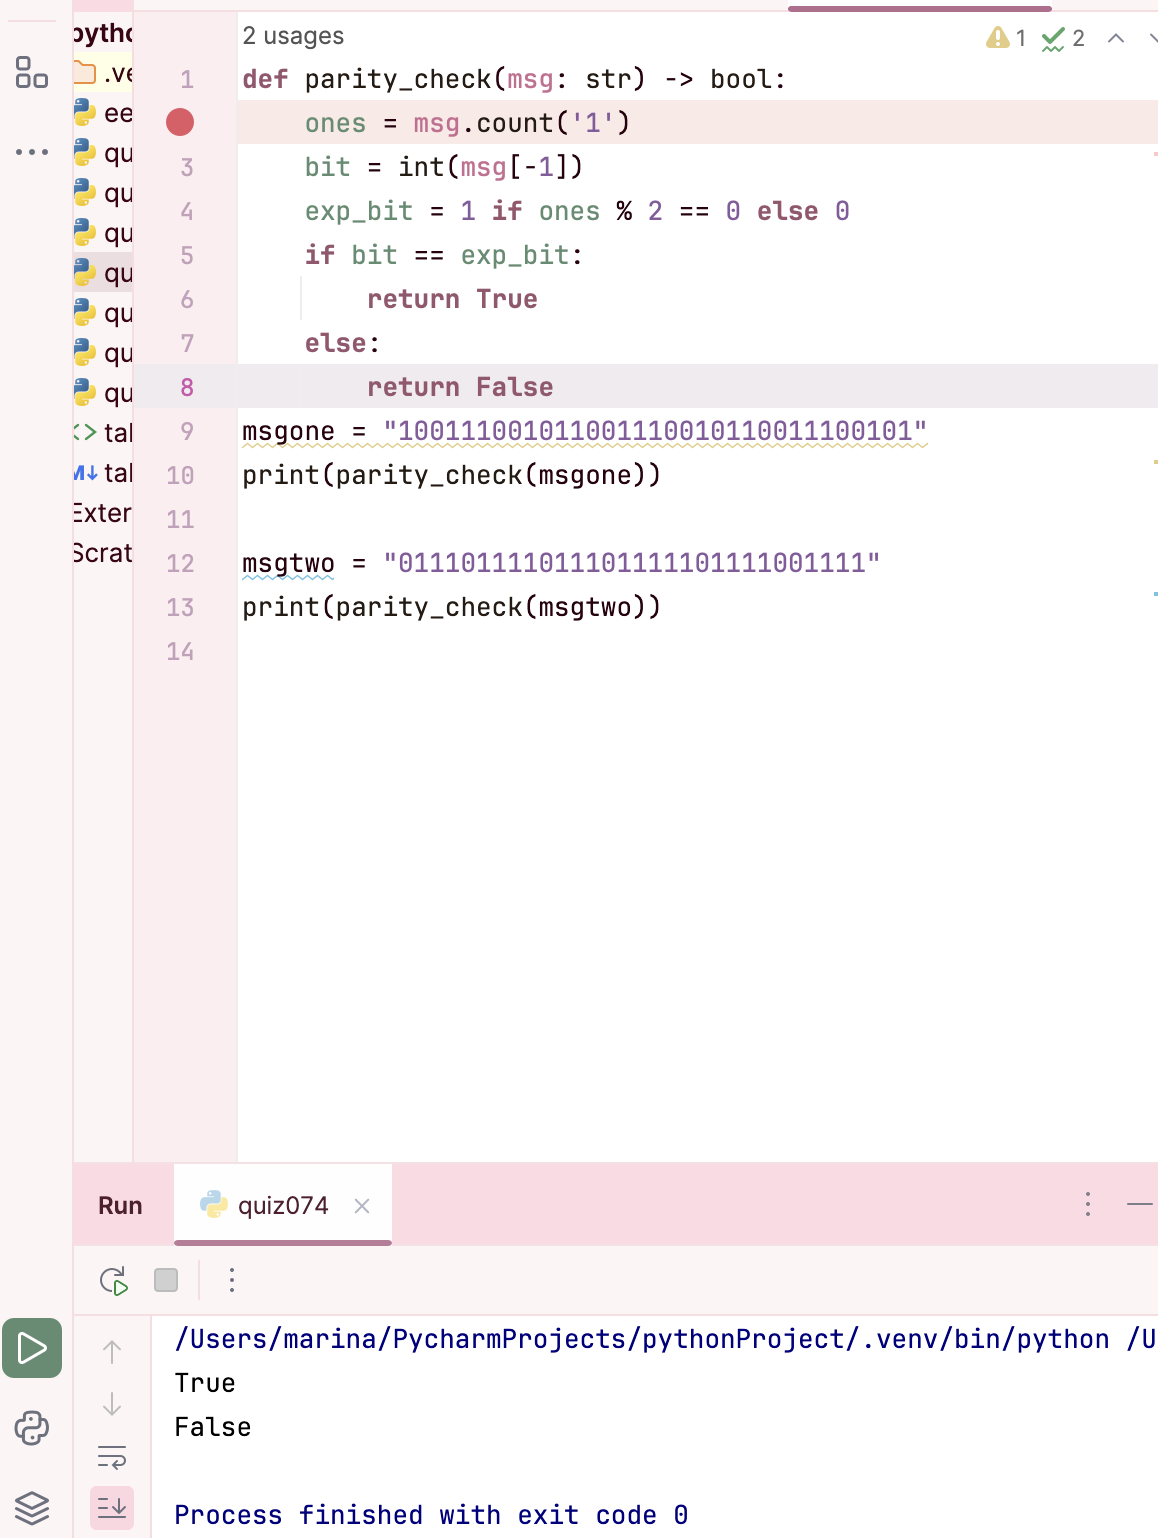 2 usages
1 2
pytho
.ve
ee
qu
qu
qu
qu
qu
qu
qu
<> tal
M↓ tal
Exter
Scrat
1 def parity_check(msg: str) -> bool:
ones = msg.count('1')
3 bit = int(msg[-1])
4 exp_bit = 1 if ones % 2 == 0 else 0
5 if bit == exp_bit:
6 return True
7 else:
8 return False
9 msgone = "100111001011001110010110011100101"
10 print(parity_check(msgone))
11
12 msgtwo = "011101111011101111101111001111"
13 print(parity_check(msgtwo))
14
Run quiz074
/Users/marina/PycharmProjects/pythonProject/.venv/bin/python /U
True
False
Process finished with exit code 0